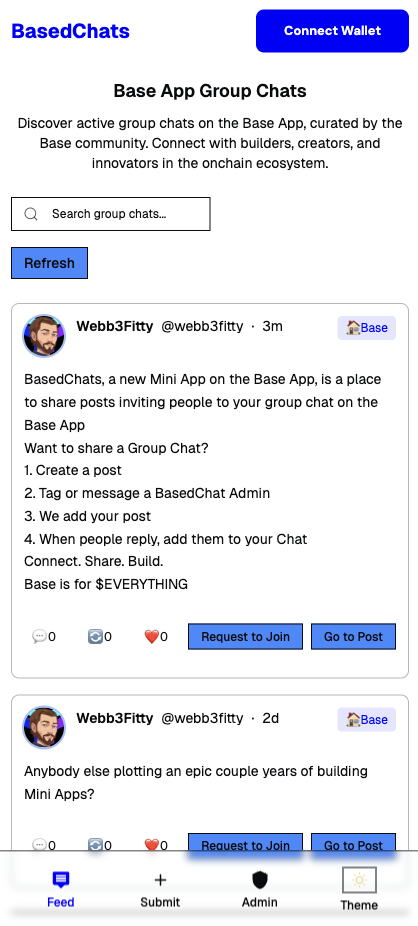 BasedChats
Connect Wallet
Base App Group Chats
Discover active group chats on the Base App, curated by the
Base community. Connect with builders, creators, and
innovators in the onchain ecosystem.
Search group chats...
Refresh
Webb3Fitty @webb3fitty · 3m
🏠Base
BasedChats, a new Mini App on the Base App, is a place
to share posts inviting people to your group chat on the
Base App
Want to share a Group Chat?
1. Create a post
2. Tag or message a BasedChat Admin
3. We add your post
4. When people reply, add them to your Chat
Connect. Share. Build.
Base is for $EVERYTHING
💬0 🔄0 ❤️0 Request to Join Go to Post
Webb3Fitty @webb3fitty · 2d
🏠Base
Anybody else plotting an epic couple years of building
Mini Apps?
💬0 🔄0 ❤️0 Request to Join Go to Post
Feed Submit Admin Theme